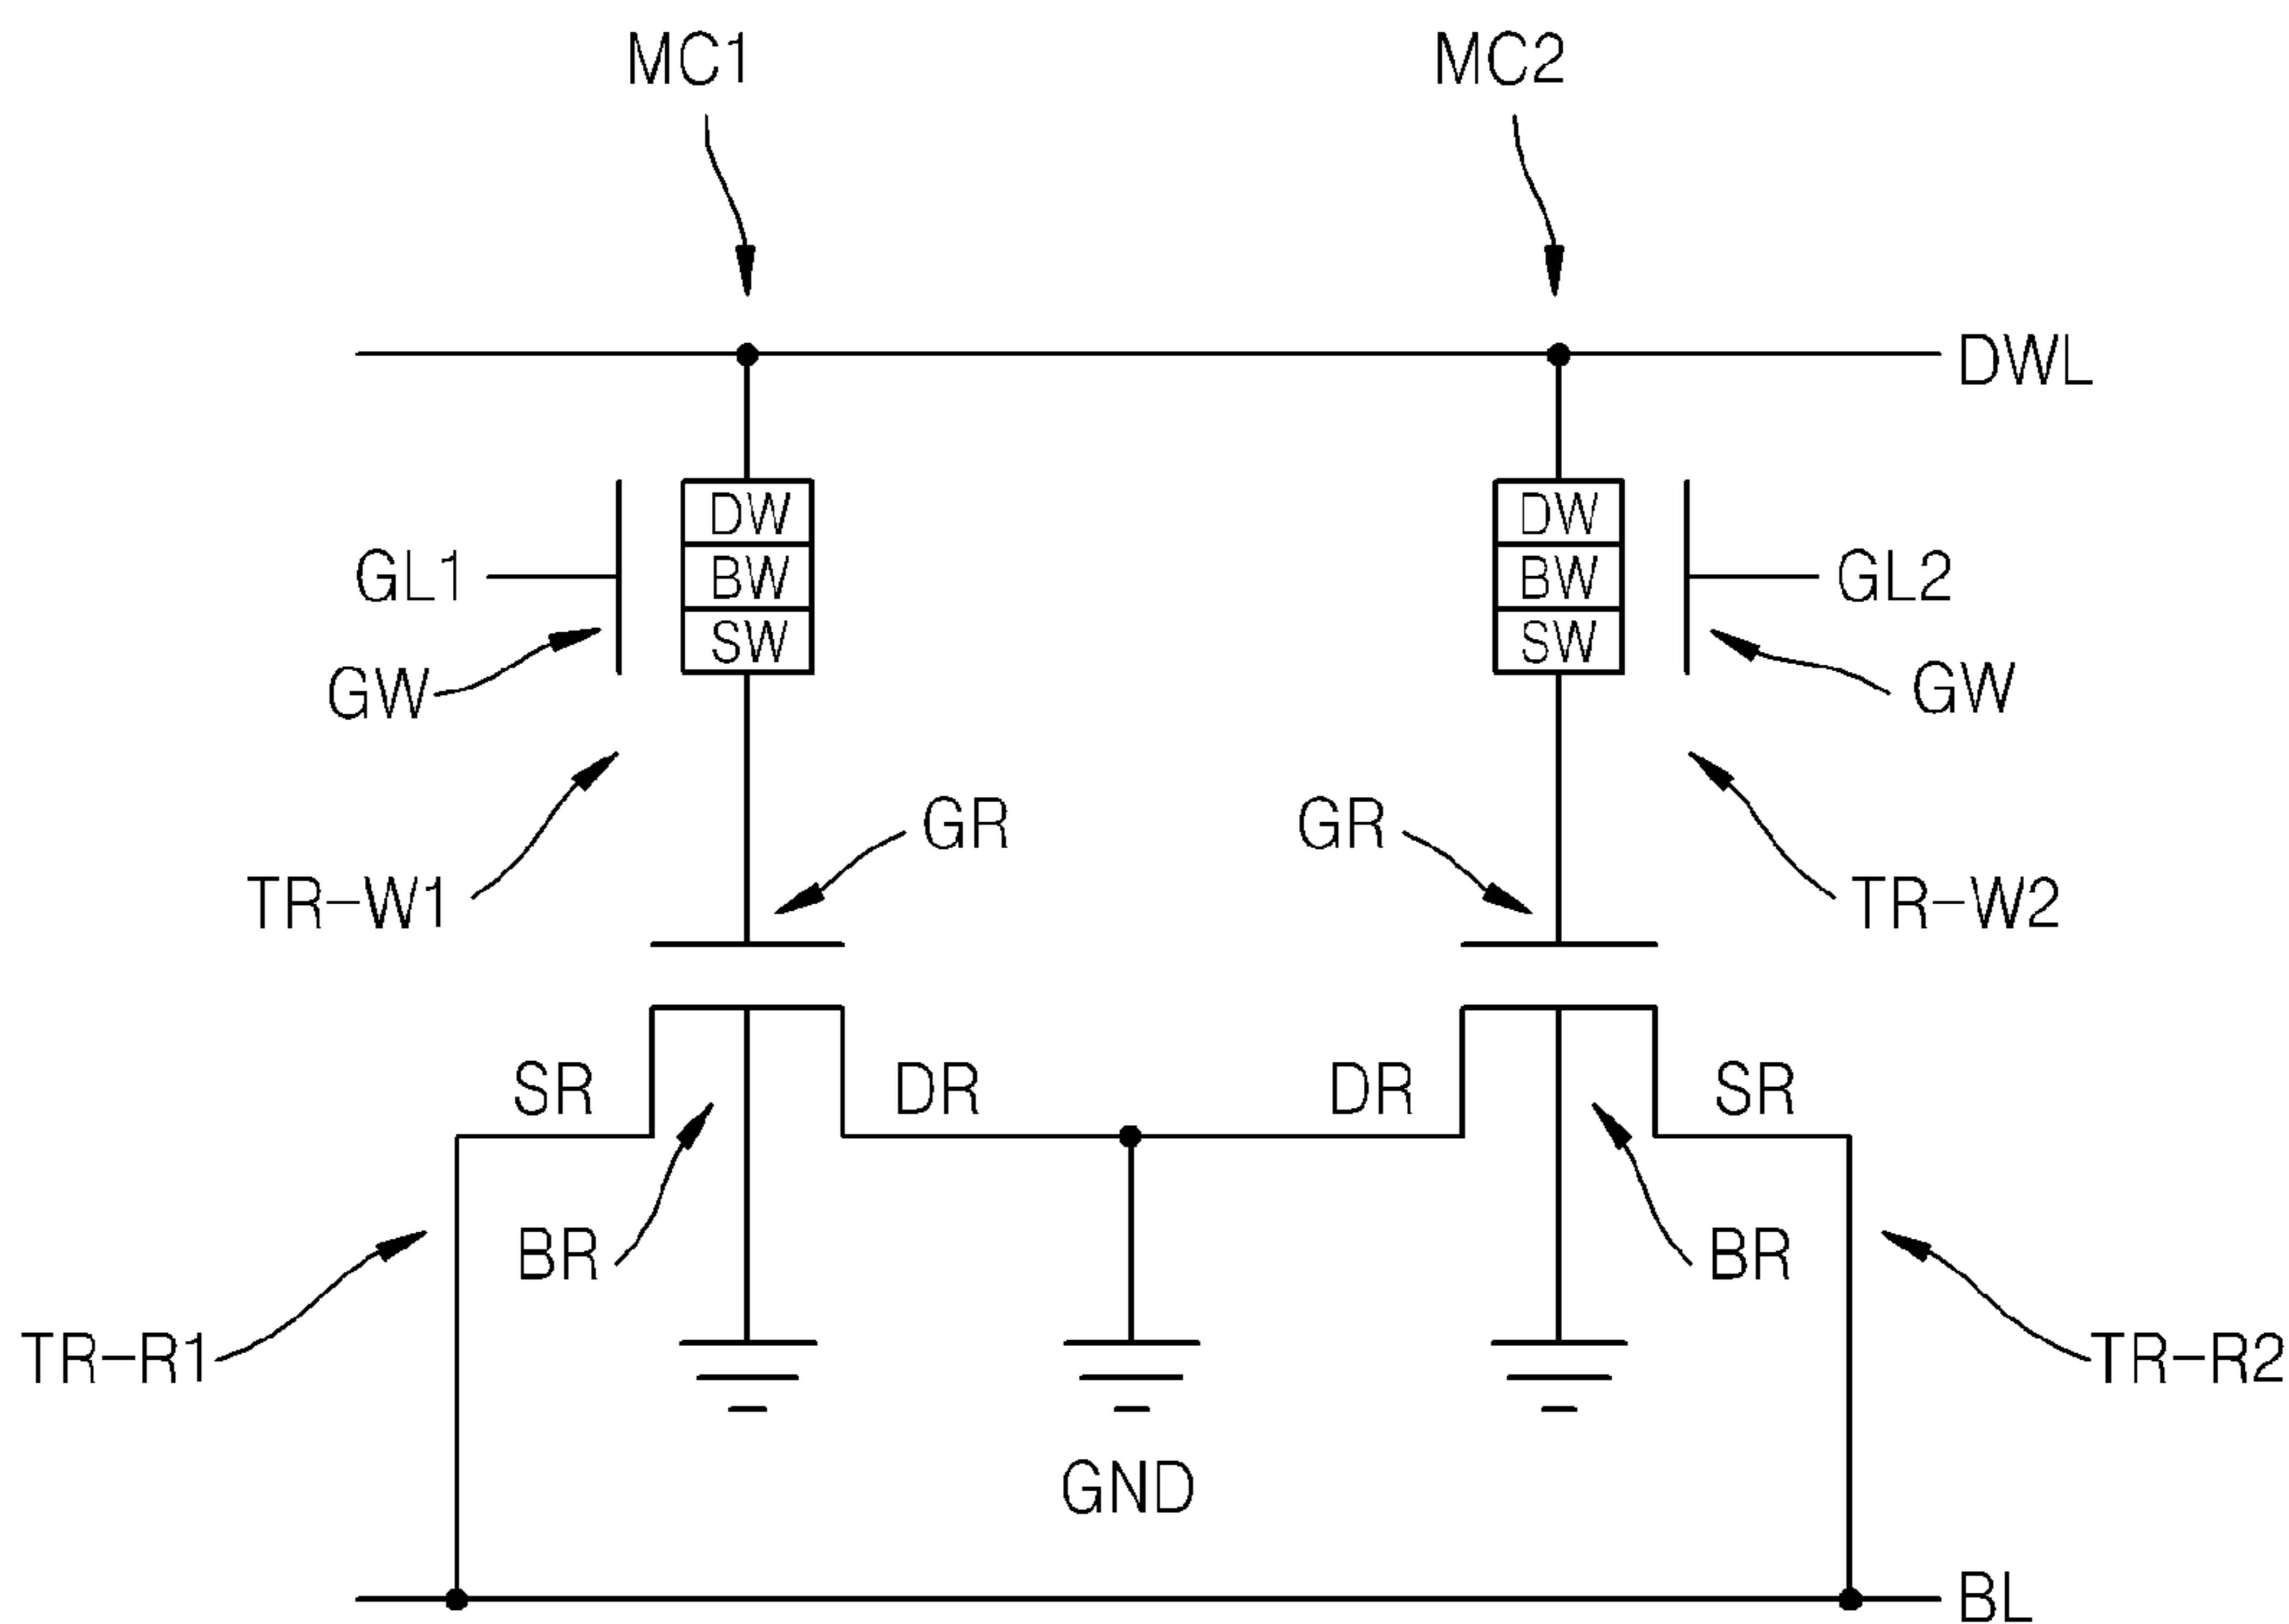 MC1 MC2
DWL
DW DW
GL1 BW BW GL2
SW SW
GW GW
GR GR
TR-W1 TR-W2
SR DR DR SR
BR BR
TR-R1 TR-R2
GND
BL